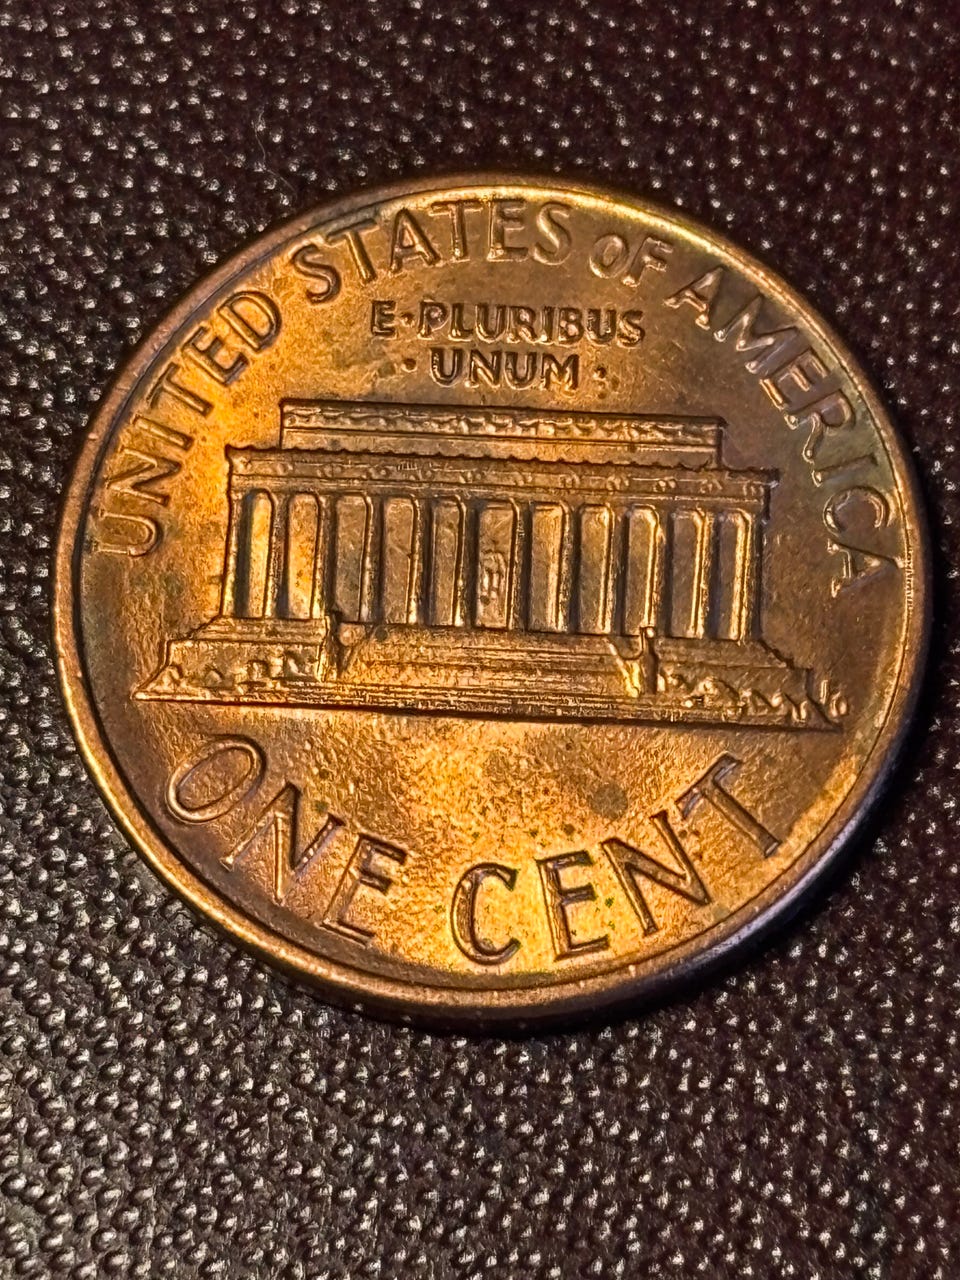 UNITED STATES OF AMERICA
E·PLURIBUS
·UNUM·
ONE CENT